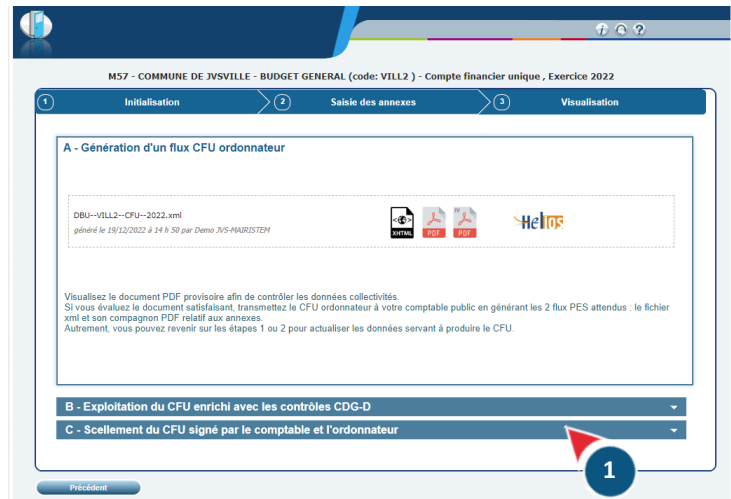 M57 - COMMUNE DE JVSVILLE - BUDGET GENERAL (code: VILL2 ) - Compte financier unique , Exercice 2022
1 Initialisation 2 Saisie des annexes 3 Visualisation
A - Génération d'un flux CFU ordonnateur
DBU--VILL2--CFU--2022.xml
généré le 19/12/2022 à 14 h 50 par Demo JVS-MAIRISTEM
XHTML PDF IV PDF Helios
Visualisez le document PDF provisoire afin de contrôler les données collectivités.
Si vous évaluez le document satisfaisant, transmettez le CFU ordonnateur à votre comptable public en générant les 2 flux PES attendus : le fichier
xml et son compagnon PDF relatif aux annexes.
Autrement, vous pouvez revenir sur les étapes 1 ou 2 pour actualiser les données servant à produire le CFU.
B - Exploitation du CFU enrichi avec les contrôles CDG-D
C - Scellement du CFU signé par le comptable et l'ordonnateur
1
Précédent